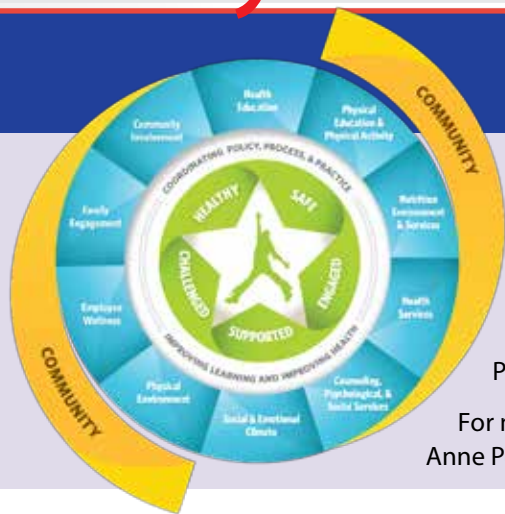 COMMUNITY
Health
Education
Physical
Education &
Physical Activity
Nutrition
Environment
& Services
Health
Services
Counseling,
Psychological, &
Social Services
Social & Emotional
Climate
Physical
Environment
Employee
Wellness
Family
Engagement
Community
Involvement
COORDINATING POLICY, PROCESS, & PRACTICE
IMPROVING LEARNING AND IMPROVING HEALTH
HEALTHY
SAFE
ENGAGED
SUPPORTED
CHALLENGED
COMMUNITY
P
For
Anne P